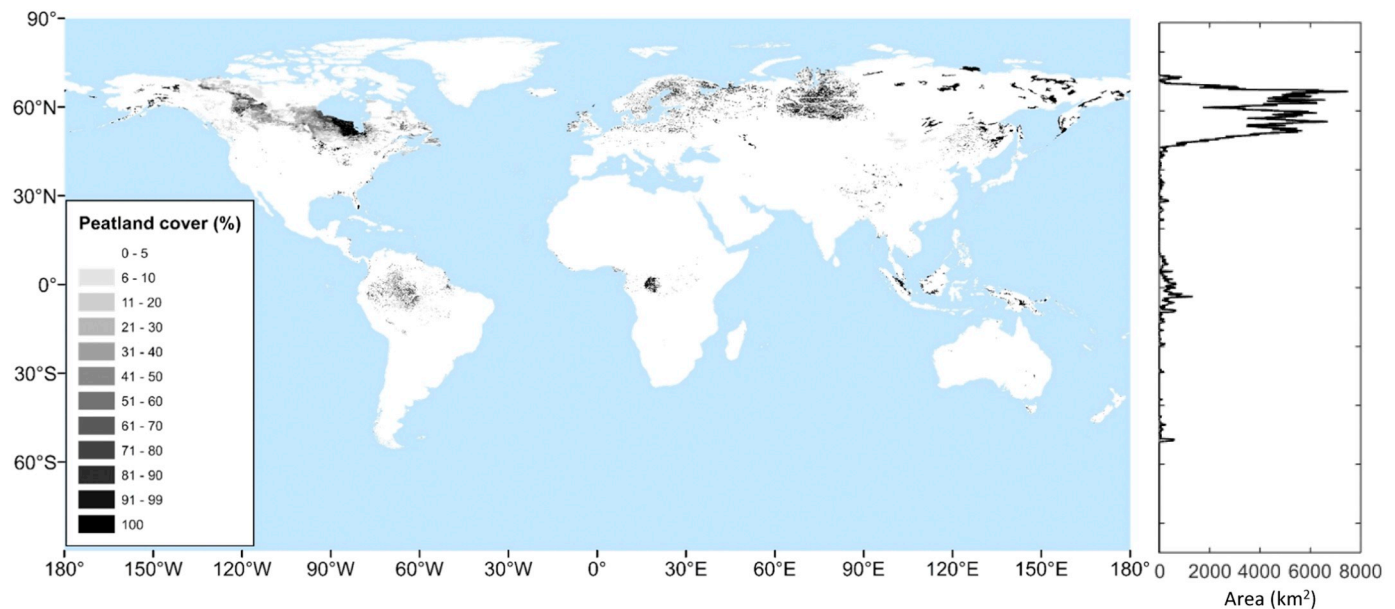 90°
60°N
30°N
0°
30°S
60°S
Peatland cover (%)
0 - 5
6 - 10
11 - 20
21 - 30
31 - 40
41 - 50
51 - 60
61 - 70
71 - 80
81 - 90
91 - 99
100
180 150°W 120°W 90°W 60°W 30°W 0° 30°E 60°E 90°E 120°E 150°E 180°
0 2000 4000 6000 8000
Area (km²)